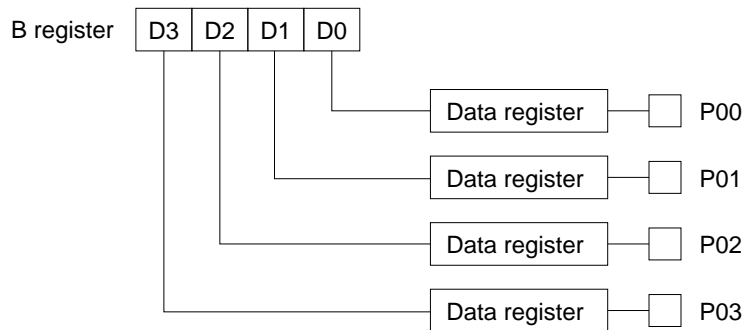 B register D3 D2 D1 D0
Data register P00
Data register P01
Data register P02
Data register P03